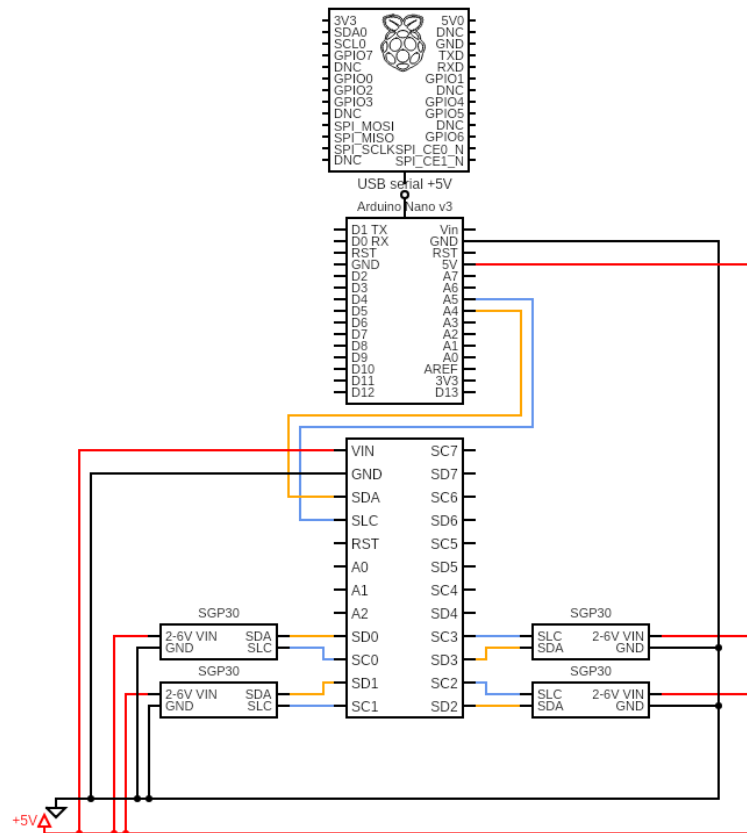 3V3 5V0
SDA0 DNC
SCL0 GND
GPIO7 TXD
DNC RXD
GPIO0 GPIO1
GPIO2 DNC
GPIO3 GPIO4
DNC GPIO5
SPI_MOSI DNC
SPI_MISO GPIO6
SPI_SCLK SPI_CE0_N
DNC SPI_CE1_N
USB serial +5V
Arduino Nano v3
D1 TX Vin
D0 RX GND
RST RST
GND 5V
D2 A7
D3 A6
D4 A5
D5 A4
D6 A3
D7 A2
D8 A1
D9 A0
D10 AREF
D11 3V3
D12 D13
VIN SC7
GND SD7
SDA SC6
SLC SD6
RST SC5
A0 SD5
A1 SC4
A2 SD4
SD0 SC3
SC0 SD3
SD1 SC2
SC1 SD2
SGP30
2-6V VIN SDA
GND SLC
SGP30
2-6V VIN SDA
GND SLC
SGP30
SLC 2-6V VIN
SDA GND
SGP30
SLC 2-6V VIN
SDA GND
+5V